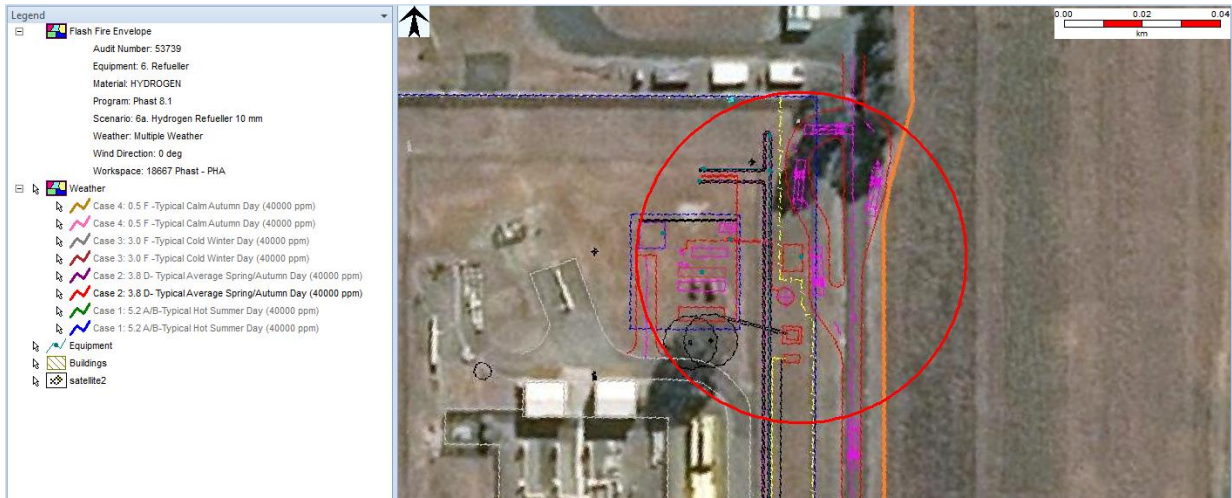 Legend
Flash Fire Envelope
Audit Number: 53739
Equipment: 6. Refueller
Material: HYDROGEN
Program: Phast 8.1
Scenario: 6a. Hydrogen Refueller 10 mm
Weather: Multiple Weather
Wind Direction: 0 deg
Workspace: 18667 Phast - PHA
Weather
Case 4: 0.5 F -Typical Calm Autumn Day (40000 ppm)
Case 4: 0.5 F -Typical Calm Autumn Day (40000 ppm)
Case 3: 3.0 F -Typical Cold Winter Day (40000 ppm)
Case 3: 3.0 F -Typical Cold Winter Day (40000 ppm)
Case 2: 3.8 D- Typical Average Spring/Autumn Day (40000 ppm)
Case 2: 3.8 D- Typical Average Spring/Autumn Day (40000 ppm)
Case 1: 5.2 A/B-Typical Hot Summer Day (40000 ppm)
Case 1: 5.2 A/B-Typical Hot Summer Day (40000 ppm)
Equipment
Buildings
satellite2
0.00 0.02 0.04
km